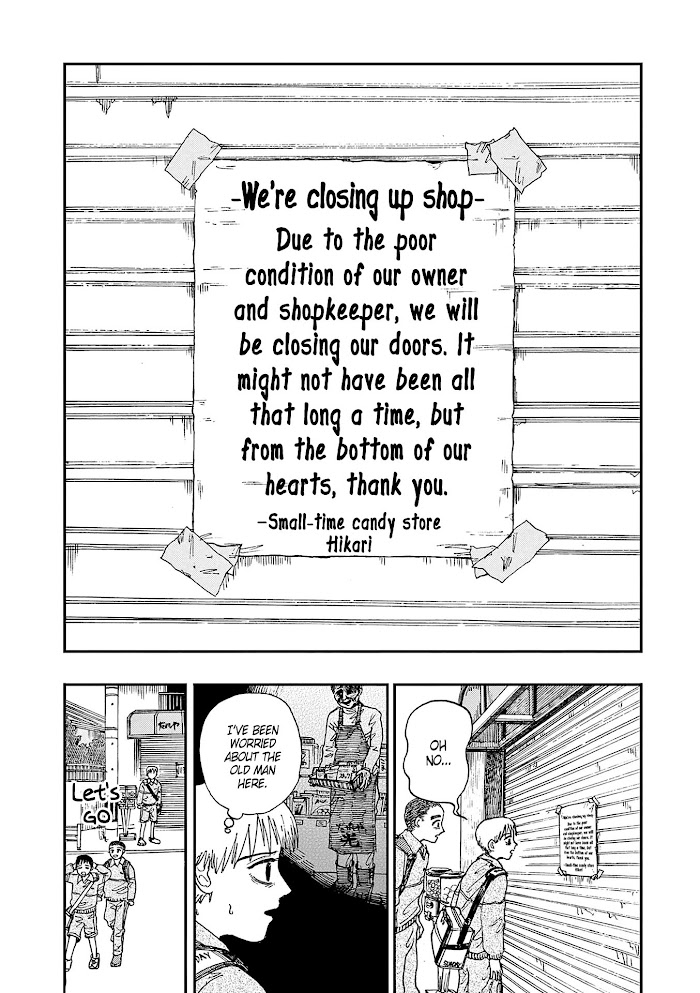 -We're closing up shop-
Due to the poor
condition of our owner
and shopkeeper, we will
be closing our doors. It
might not have been all
that long a time, but
from the bottom of our
hearts, thank you.
-Small-time candy store
Hikari
OH
NO...
I'VE BEEN
WORRIED
ABOUT THE
OLD MAN
HERE.
光
DAY
Let's
GO!